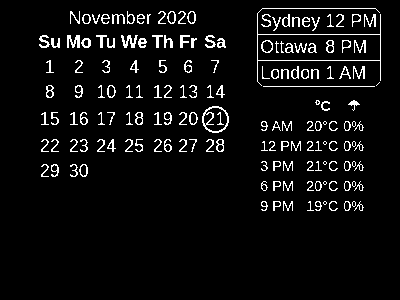 November 2020
Su Mo Tu We Th Fr Sa
1 2 3 4 5 6 7
8 9 10 11 12 13 14
15 16 17 18 19 20 21
22 23 24 25 26 27 28
29 30
Sydney 12 PM
Ottawa 8 PM
London 1 AM
°C ☂
9 AM 20°C 0%
12 PM 21°C 0%
3 PM 21°C 0%
6 PM 20°C 0%
9 PM 19°C 0%